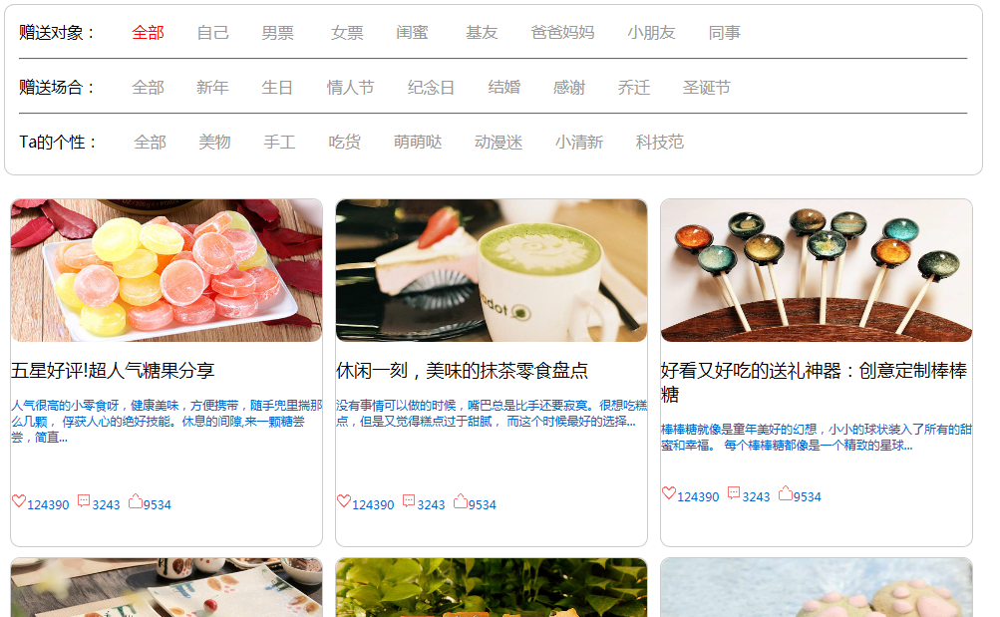 赠送对象： 全部 自己 男票 女票 闺蜜 基友 爸爸妈妈 小朋友 同事
赠送场合： 全部 新年 生日 情人节 纪念日 结婚 感谢 乔迁 圣诞节
Ta的个性： 全部 美物 手工 吃货 萌萌哒 动漫迷 小清新 科技范
adot
五星好评!超人气糖果分享
人气很高的小零食呀，健康美味，方便携带，随手兜里揣那
么几颗， 俘获人心的绝好技能。休息的间隙,来一颗糖尝
尝，简直...
124390 3243 9534
休闲一刻，美味的抹茶零食盘点
没有事情可以做的时候，嘴巴总是比手还要寂寞。很想吃糕
点，但是又觉得糕点过于甜腻， 而这个时候最好的选择...
124390 3243 9534
好看又好吃的送礼神器：创意定制棒棒
糖
棒棒糖就像是童年美好的幻想，小小的球状装入了所有的甜
蜜和幸福。 每个棒棒糖都像是一个精致的星球...
124390 3243 9534